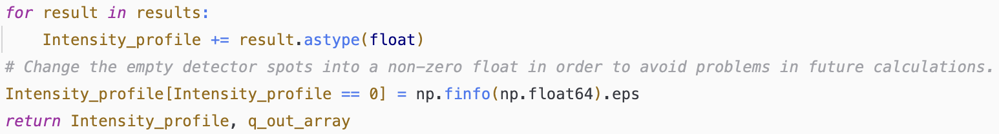 for result in results:
    Intensity_profile += result.astype(float)
# Change the empty detector spots into a non-zero float in order to avoid problems in future calculations.
Intensity_profile[Intensity_profile == 0] = np.finfo(np.float64).eps
return Intensity_profile, q_out_array